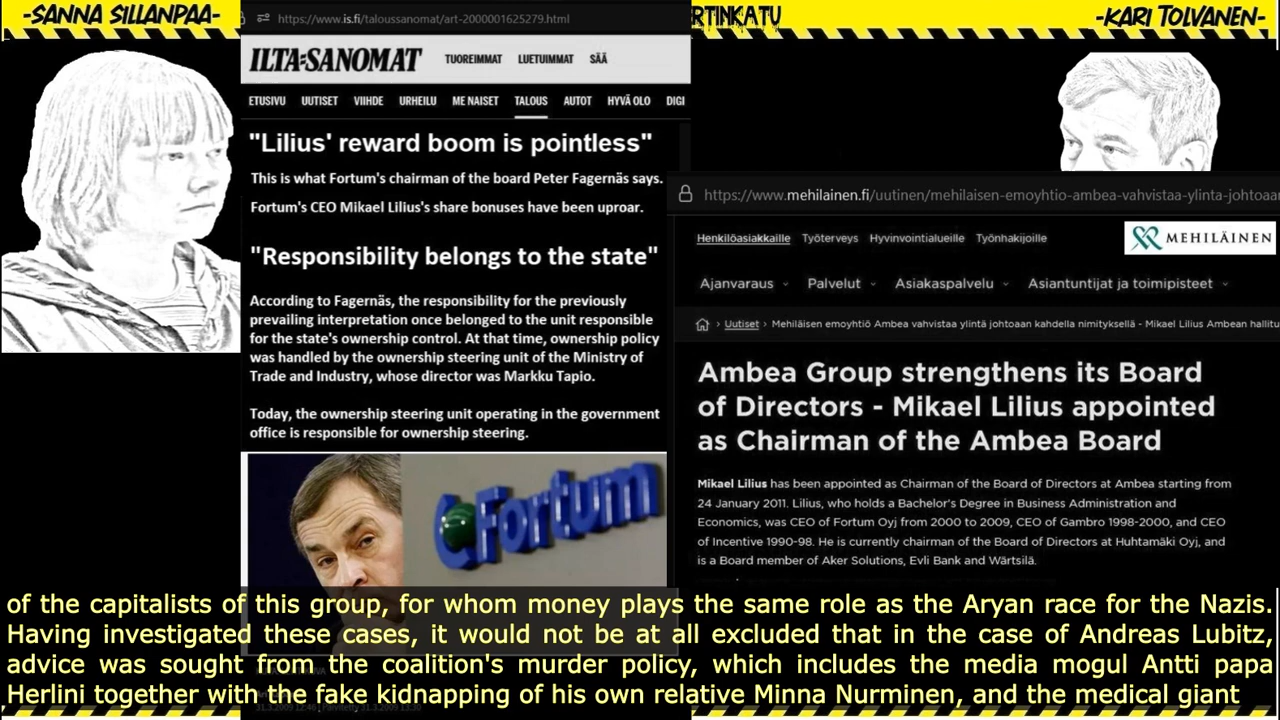 -SANNA SILLANPAA-
RTINKATU
-KARI TOLVANEN-
https://www.is.fi/taloussanomat/art-2000001625279.html
ILTA-SANOMAT TUOREIMMAT LUETUIMMAT SÄÄ
ETUSIVU UUTISET VIIHDE URHEILU ME NAISET TALOUS AUTOT HYVÄ OLO DIGI
"Lilius' reward boom is pointless"
This is what Fortum's chairman of the board Peter Fagernäs says.
Fortum's CEO Mikael Lilius's share bonuses have been uproar.
"Responsibility belongs to the state"
According to Fagernäs, the responsibility for the previously
prevailing interpretation once belonged to the unit responsible
for the state's ownership control. At that time, ownership policy
was handled by the ownership steering unit of the Ministry of
Trade and Industry, whose director was Markku Tapio.
Today, the ownership steering unit operating in the government
office is responsible for ownership steering.
Fortum
https://www.mehilainen.fi/uutinen/mehilaisen-emoyhtio-ambea-vahvistaa-ylinta-johtoaan
Henkilöasiakkaille Työterveys Hyvinvointialueille Työnhakijoille
MEHILÄINEN
Ajanvaraus Palvelut Asiakaspalvelu Asiantuntijat ja toimipisteet
Uutiset › Mehiläisen emoyhtiö Ambea vahvistaa ylintä johtoaan kahdella nimityksellä - Mikael Lilius Ambean hallitu
Ambea Group strengthens its Board
of Directors - Mikael Lilius appointed
as Chairman of the Ambea Board
Mikael Lilius has been appointed as Chairman of the Board of Directors at Ambea starting from
24 January 2011. Lilius, who holds a Bachelor's Degree in Business Administration and
Economics, was CEO of Fortum Oyj from 2000 to 2009, CEO of Gambro 1998-2000, and CEO
of Incentive 1990-98. He is currently chairman of the Board of Directors at Huhtamäki Oyj, and
is a Board member of Aker Solutions, Evli Bank and Wärtsilä.
of the capitalists of this group, for whom money plays the same role as the Aryan race for the Nazis.
Having investigated these cases, it would not be at all excluded that in the case of Andreas Lubitz,
advice was sought from the coalition's murder policy, which includes the media mogul Antti papa
Herlini together with the fake kidnapping of his own relative Minna Nurminen, and the medical giant